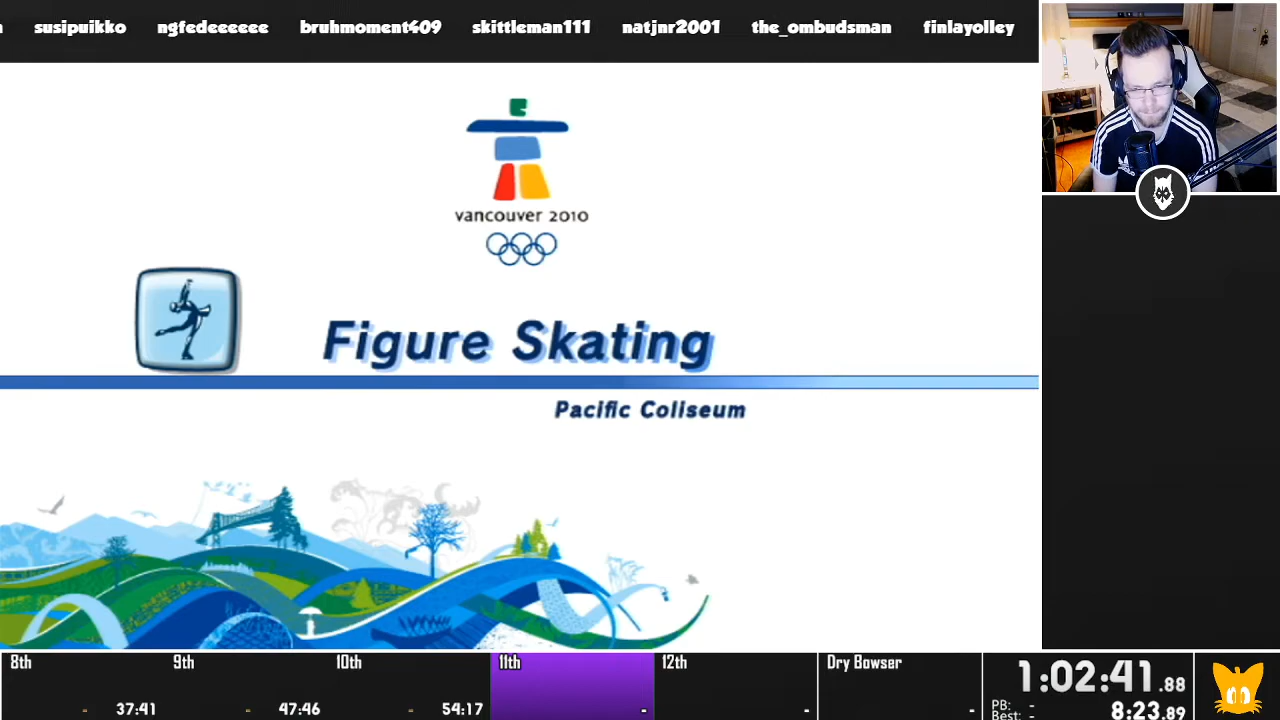 susipuikko ngfedeeeeee bruhmoment409 skittleman111 natjnr2001 the_ombudsman finlayolley
vancouver 2010
Figure Skating
Pacific Coliseum
8th 9th 10th 11th 12th Dry Bowser
- 37:41 - 47:46 - 54:17 - - -
1:02:41.88
PB: -
Best: - 8:23.89